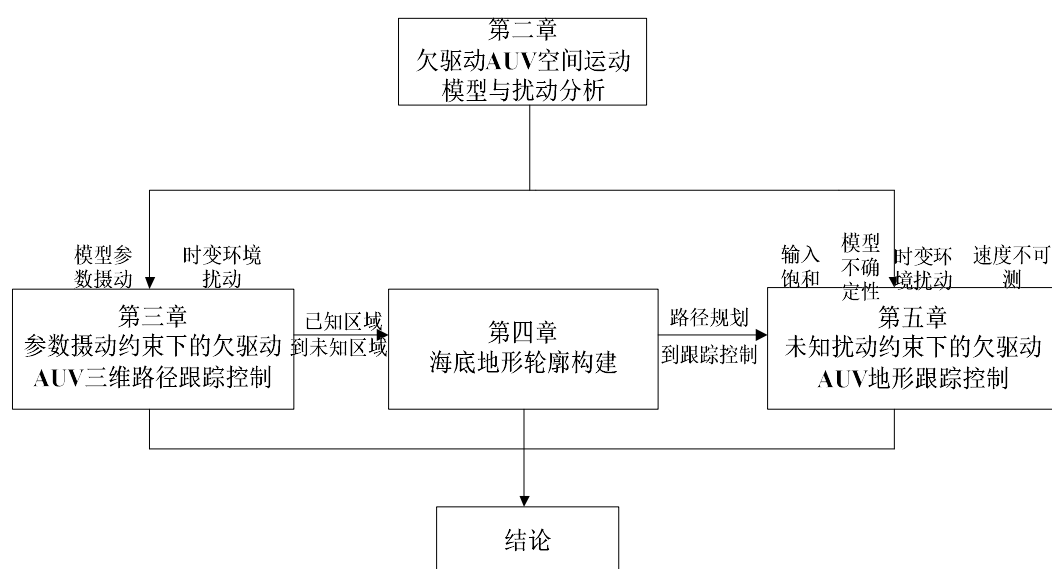 第二章
欠驱动AUV空间运动
模型与扰动分析
模型参
数摄动
时变环境
扰动
输入
饱和
模型
不确
定性
时变环
境扰动
速度不可
测
第三章
参数摄动约束下的欠驱动
AUV三维路径跟踪控制
已知区域
到未知区域
第四章
海底地形轮廓构建
路径规划
到跟踪控制
第五章
未知扰动约束下的欠驱动
AUV地形跟踪控制
结论